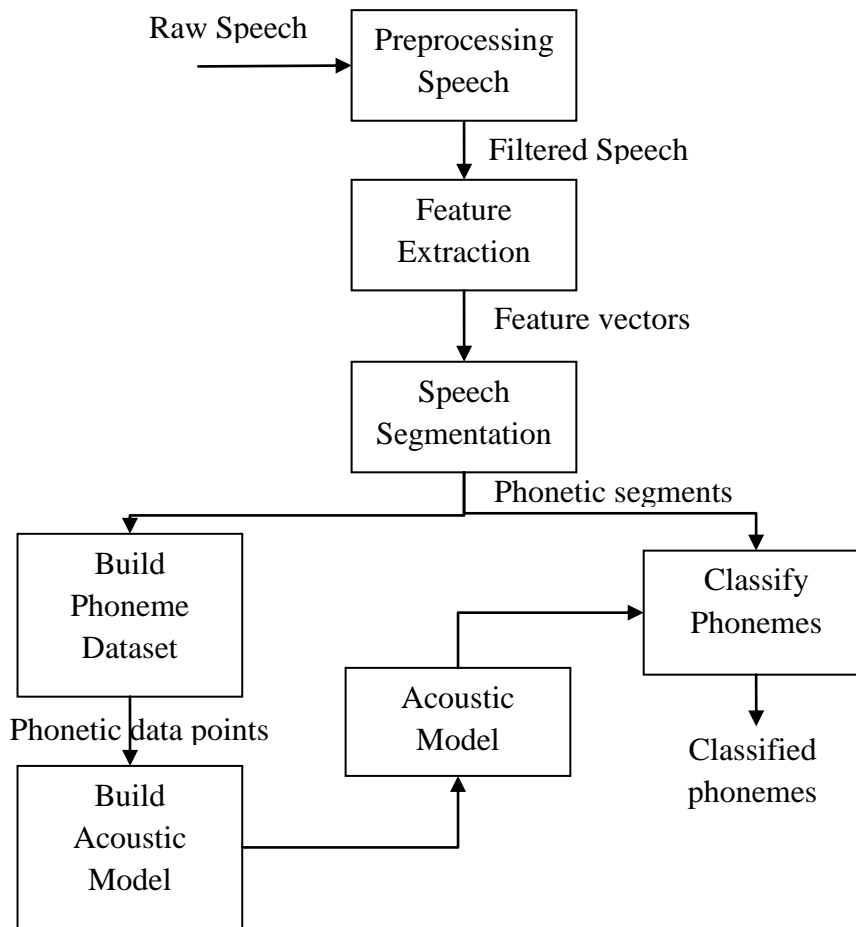 Raw Speech
Preprocessing
Speech
Filtered Speech
Feature
Extraction
Feature vectors
Speech
Segmentation
Phonetic segments
Build
Phoneme
Dataset
Classify
Phonemes
Phonetic data points
Acoustic
Model
Classified
phonemes
Build
Acoustic
Model